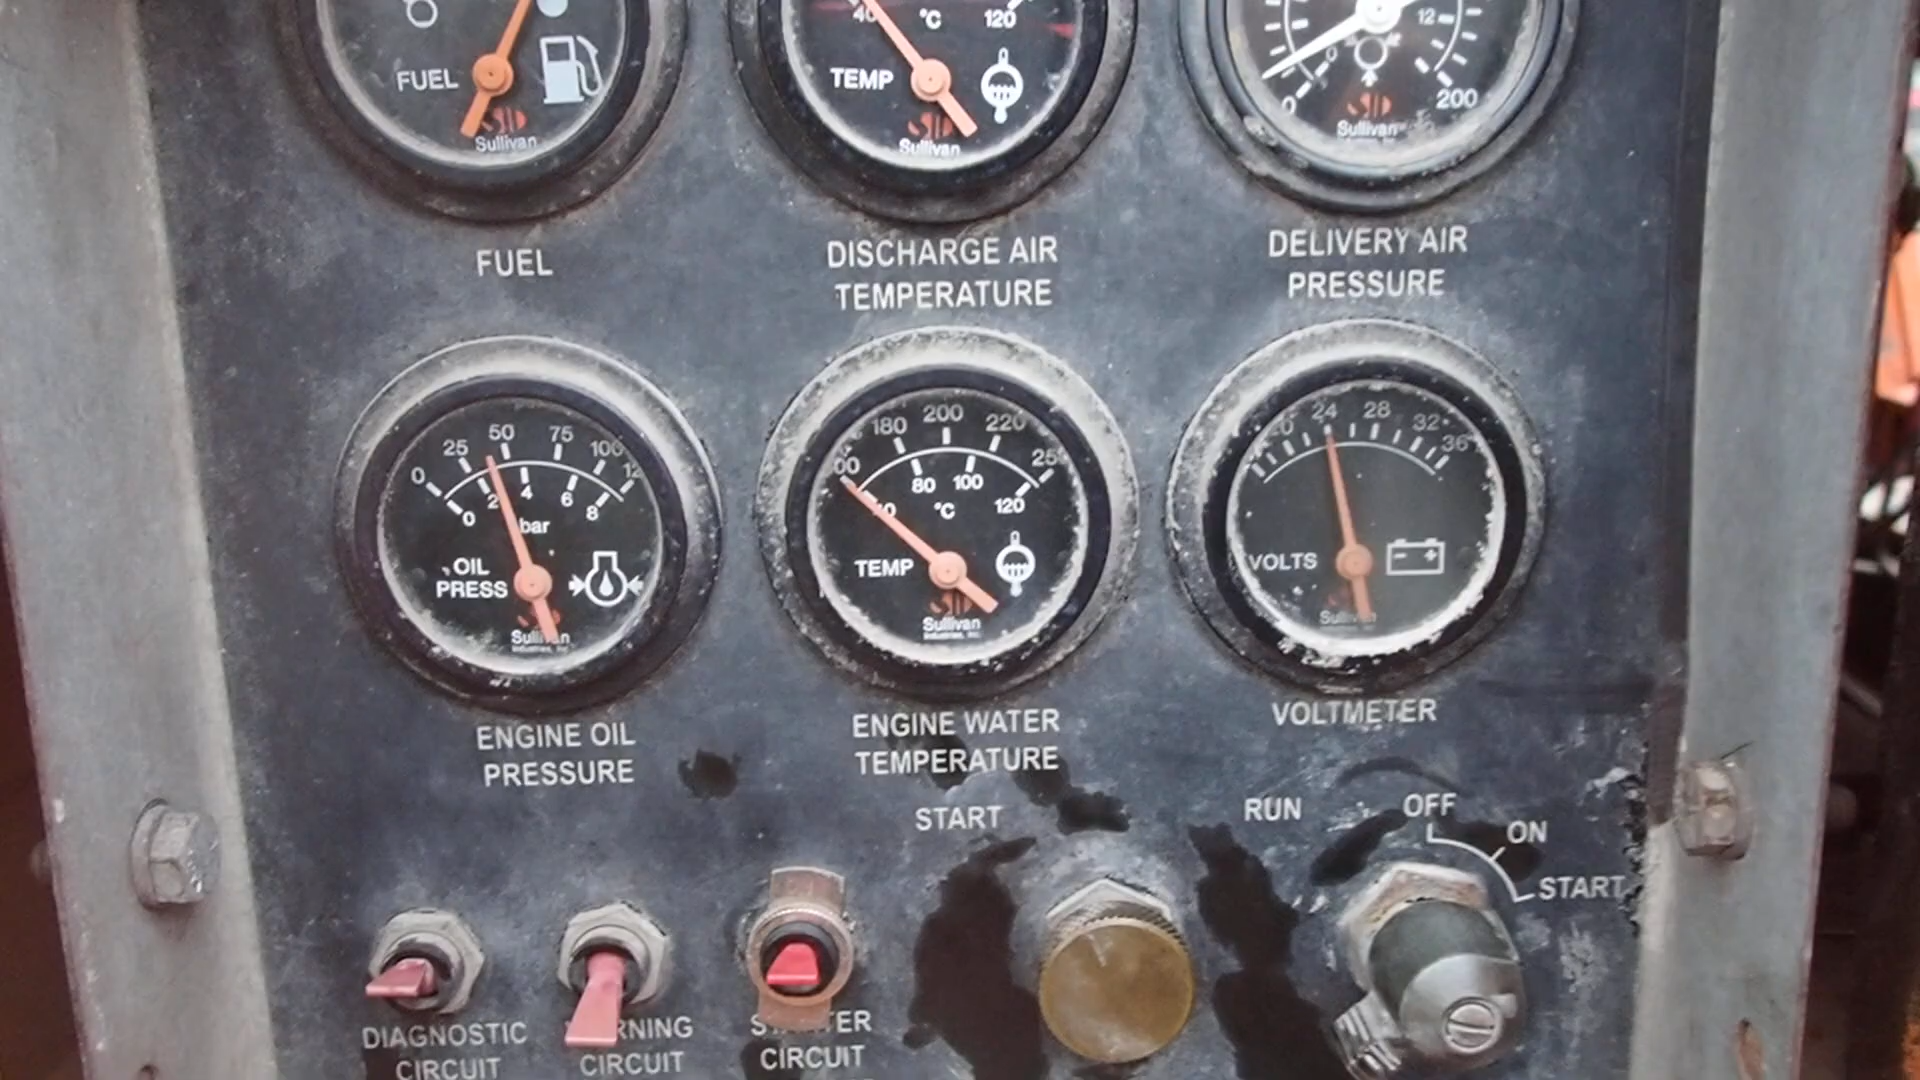 FUEL
Sullivan
40 °C 120
TEMP
Sullivan
0 12 0 200
Sullivan
FUEL
DISCHARGE AIR
TEMPERATURE
DELIVERY AIR
PRESSURE
0 25 50 75 100
0 2 4 6 8
bar
OIL
PRESS
Sullivan
Industries, Inc.
180 200 220
80 100
°C 120
TEMP
Sullivan
Industries, Inc.
24 28 32 36
VOLTS
Sullivan
ENGINE OIL
PRESSURE
ENGINE WATER
TEMPERATURE
VOLTMETER
START
RUN
OFF
ON
START
DIAGNOSTIC
CIRCUIT
CIRCUIT
CIRCUIT